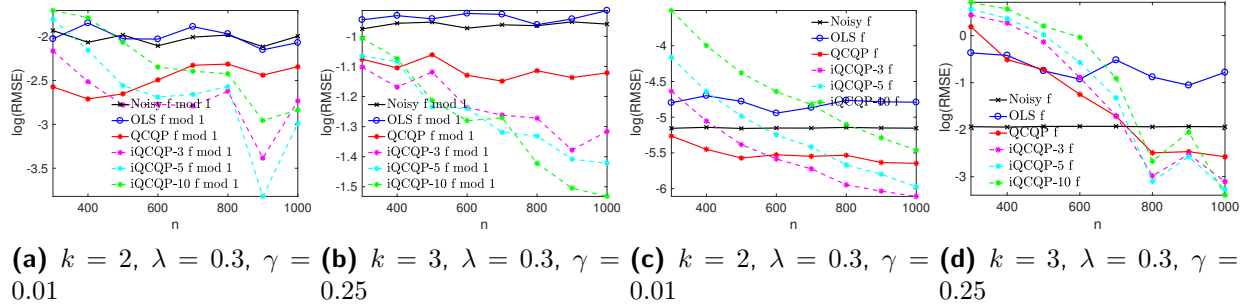 -2
-2.5
-3
-3.5
log(RMSE)
400
600
800
1000
n
Noisy f mod 1
OLS f mod 1
QCQP f mod 1
iQCQP-3 f mod 1
iQCQP-5 f mod 1
iQCQP-10 f mod 1
-1
-1.1
-1.2
-1.3
-1.4
-1.5
log(RMSE)
400
600
800
1000
n
Noisy f mod 1
OLS f mod 1
QCQP f mod 1
iQCQP-3 f mod 1
iQCQP-5 f mod 1
iQCQP-10 f mod 1
-4
-4.5
-5
-5.5
-6
log(RMSE)
400
600
800
1000
n
Noisy f
OLS f
QCQP f
iQCQP-3 f
iQCQP-5 f
iQCQP-10 f
0
-1
-2
-3
log(RMSE)
400
600
800
1000
n
Noisy f
OLS f
QCQP f
iQCQP-3 f
iQCQP-5 f
iQCQP-10 f
(a) k = 2, λ = 0.3, γ =
0.01
(b) k = 3, λ = 0.3, γ =
0.25
(c) k = 2, λ = 0.3, γ =
0.01
(d) k = 3, λ = 0.3, γ =
0.25